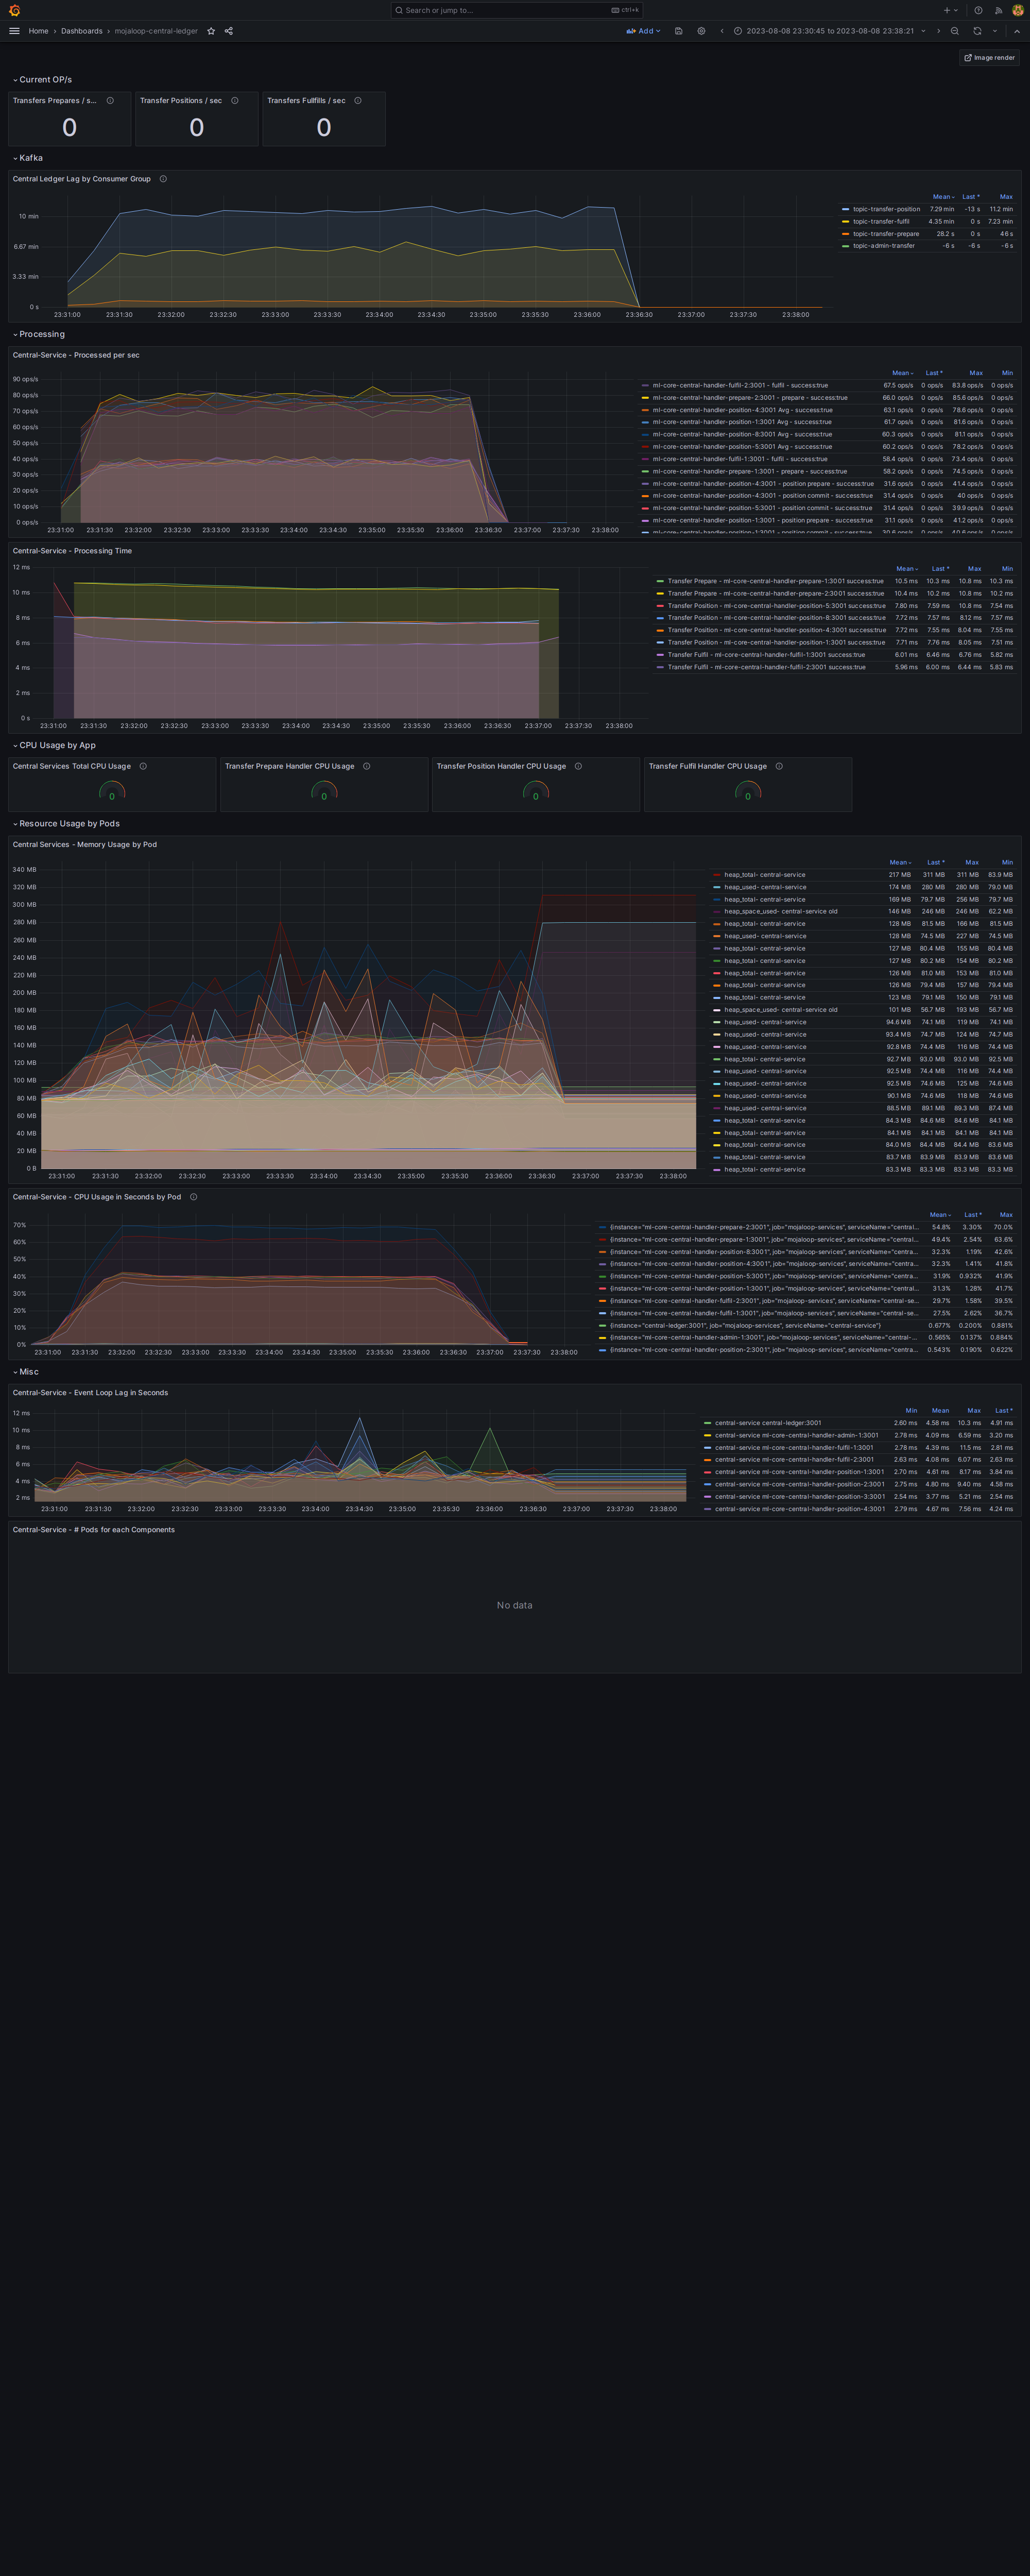 Search or jump to...
ctrl+k
Home › Dashboards › mojaloop-central-ledger
Add
2023-08-08 23:30:45 to 2023-08-08 23:38:21
Image render
Current OP/s
Transfers Prepares / s...
0
Transfer Positions / sec
0
Transfers Fullfills / sec
0
Kafka
Central Ledger Lag by Consumer Group
10 min
6.67 min
3.33 min
0 s
23:31:00 23:31:30 23:32:00 23:32:30 23:33:00 23:33:30 23:34:00 23:34:30 23:35:00 23:35:30 23:36:00 23:36:30 23:37:00 23:37:30 23:38:00
Mean Last * Max
topic-transfer-position 7.29 min -13 s 11.2 min
topic-transfer-fulfil 4.35 min 0 s 7.23 min
topic-transfer-prepare 28.2 s 0 s 46 s
topic-admin-transfer -6 s -6 s -6 s
Processing
Central-Service - Processed per sec
90 ops/s
80 ops/s
70 ops/s
60 ops/s
50 ops/s
40 ops/s
30 ops/s
20 ops/s
10 ops/s
0 ops/s
23:31:00 23:31:30 23:32:00 23:32:30 23:33:00 23:33:30 23:34:00 23:34:30 23:35:00 23:35:30 23:36:00 23:36:30 23:37:00 23:37:30 23:38:00
Mean Last * Max Min
ml-core-central-handler-fulfil-2:3001 - fulfil - success:true 67.5 ops/s 0 ops/s 83.8 ops/s 0 ops/s
ml-core-central-handler-prepare-2:3001 - prepare - success:true 66.0 ops/s 0 ops/s 85.6 ops/s 0 ops/s
ml-core-central-handler-position-4:3001 Avg - success:true 63.1 ops/s 0 ops/s 78.6 ops/s 0 ops/s
ml-core-central-handler-position-1:3001 Avg - success:true 61.7 ops/s 0 ops/s 81.6 ops/s 0 ops/s
ml-core-central-handler-position-8:3001 Avg - success:true 60.3 ops/s 0 ops/s 81.1 ops/s 0 ops/s
ml-core-central-handler-position-5:3001 Avg - success:true 60.2 ops/s 0 ops/s 78.2 ops/s 0 ops/s
ml-core-central-handler-fulfil-1:3001 - fulfil - success:true 58.4 ops/s 0 ops/s 73.4 ops/s 0 ops/s
ml-core-central-handler-prepare-1:3001 - prepare - success:true 58.2 ops/s 0 ops/s 74.5 ops/s 0 ops/s
ml-core-central-handler-position-4:3001 - position prepare - success:true 31.6 ops/s 0 ops/s 41.4 ops/s 0 ops/s
ml-core-central-handler-position-4:3001 - position commit - success:true 31.4 ops/s 0 ops/s 40 ops/s 0 ops/s
ml-core-central-handler-position-5:3001 - position commit - success:true 31.4 ops/s 0 ops/s 39.9 ops/s 0 ops/s
ml-core-central-handler-position-1:3001 - position prepare - success:true 31.1 ops/s 0 ops/s 41.2 ops/s 0 ops/s
ml-core-central-handler-position-1:3001 - position commit - success:true 30.6 ops/s 0 ops/s 40.6 ops/s 0 ops/s
Central-Service - Processing Time
12 ms
10 ms
8 ms
6 ms
4 ms
2 ms
0 s
23:31:00 23:31:30 23:32:00 23:32:30 23:33:00 23:33:30 23:34:00 23:34:30 23:35:00 23:35:30 23:36:00 23:36:30 23:37:00 23:37:30 23:38:00
Mean Last * Max Min
Transfer Prepare - ml-core-central-handler-prepare-1:3001 success:true 10.5 ms 10.3 ms 10.8 ms 10.3 ms
Transfer Prepare - ml-core-central-handler-prepare-2:3001 success:true 10.4 ms 10.2 ms 10.8 ms 10.2 ms
Transfer Position - ml-core-central-handler-position-5:3001 success:true 7.80 ms 7.59 ms 10.8 ms 7.54 ms
Transfer Position - ml-core-central-handler-position-8:3001 success:true 7.72 ms 7.57 ms 8.12 ms 7.57 ms
Transfer Position - ml-core-central-handler-position-4:3001 success:true 7.72 ms 7.55 ms 8.04 ms 7.55 ms
Transfer Position - ml-core-central-handler-position-1:3001 success:true 7.71 ms 7.76 ms 8.05 ms 7.51 ms
Transfer Fulfil - ml-core-central-handler-fulfil-1:3001 success:true 6.01 ms 6.46 ms 6.76 ms 5.82 ms
Transfer Fulfil - ml-core-central-handler-fulfil-2:3001 success:true 5.96 ms 6.00 ms 6.44 ms 5.83 ms
CPU Usage by App
Central Services Total CPU Usage
0
Transfer Prepare Handler CPU Usage
0
Transfer Position Handler CPU Usage
0
Transfer Fulfil Handler CPU Usage
0
Resource Usage by Pods
Central Services - Memory Usage by Pod
340 MB
320 MB
300 MB
280 MB
260 MB
240 MB
220 MB
200 MB
180 MB
160 MB
140 MB
120 MB
100 MB
80 MB
60 MB
40 MB
20 MB
0 B
23:31:00 23:31:30 23:32:00 23:32:30 23:33:00 23:33:30 23:34:00 23:34:30 23:35:00 23:35:30 23:36:00 23:36:30 23:37:00 23:37:30 23:38:00
Mean Last * Max Min
heap_total- central-service 217 MB 311 MB 311 MB 83.9 MB
heap_used- central-service 174 MB 280 MB 280 MB 79.0 MB
heap_total- central-service 169 MB 79.7 MB 256 MB 79.7 MB
heap_space_used- central-service old 146 MB 246 MB 246 MB 62.2 MB
heap_total- central-service 128 MB 81.5 MB 166 MB 81.5 MB
heap_used- central-service 128 MB 74.5 MB 227 MB 74.5 MB
heap_total- central-service 127 MB 80.4 MB 155 MB 80.4 MB
heap_total- central-service 127 MB 80.2 MB 154 MB 80.2 MB
heap_total- central-service 126 MB 81.0 MB 153 MB 81.0 MB
heap_total- central-service 126 MB 79.4 MB 157 MB 79.4 MB
heap_total- central-service 123 MB 79.1 MB 150 MB 79.1 MB
heap_space_used- central-service old 101 MB 56.7 MB 193 MB 56.7 MB
heap_used- central-service 94.6 MB 74.1 MB 119 MB 74.1 MB
heap_used- central-service 93.4 MB 74.7 MB 124 MB 74.7 MB
heap_used- central-service 92.8 MB 74.4 MB 116 MB 74.4 MB
heap_total- central-service 92.7 MB 93.0 MB 93.0 MB 92.5 MB
heap_used- central-service 92.5 MB 74.4 MB 116 MB 74.4 MB
heap_used- central-service 92.5 MB 74.6 MB 125 MB 74.6 MB
heap_used- central-service 90.1 MB 74.6 MB 118 MB 74.6 MB
heap_used- central-service 88.5 MB 89.1 MB 89.3 MB 87.4 MB
heap_total- central-service 84.3 MB 84.6 MB 84.6 MB 84.1 MB
heap_total- central-service 84.1 MB 84.1 MB 84.1 MB 84.1 MB
heap_total- central-service 84.0 MB 84.4 MB 84.4 MB 83.6 MB
heap_total- central-service 83.7 MB 83.9 MB 83.9 MB 83.6 MB
heap_total- central-service 83.3 MB 83.3 MB 83.3 MB 83.3 MB
Central-Service - CPU Usage in Seconds by Pod
70%
60%
50%
40%
30%
20%
10%
0%
23:31:00 23:31:30 23:32:00 23:32:30 23:33:00 23:33:30 23:34:00 23:34:30 23:35:00 23:35:30 23:36:00 23:36:30 23:37:00 23:37:30 23:38:00
Mean Last * Max
{instance="ml-core-central-handler-prepare-2:3001", job="mojaloop-services", serviceName="central... 54.8% 3.30% 70.0%
{instance="ml-core-central-handler-prepare-1:3001", job="mojaloop-services", serviceName="central... 49.4% 2.54% 63.6%
{instance="ml-core-central-handler-position-8:3001", job="mojaloop-services", serviceName="centra... 32.3% 1.19% 42.6%
{instance="ml-core-central-handler-position-4:3001", job="mojaloop-services", serviceName="centra... 32.3% 1.41% 41.8%
{instance="ml-core-central-handler-position-5:3001", job="mojaloop-services", serviceName="centra... 31.9% 0.932% 41.9%
{instance="ml-core-central-handler-position-1:3001", job="mojaloop-services", serviceName="centra... 31.3% 1.28% 41.7%
{instance="ml-core-central-handler-fulfil-2:3001", job="mojaloop-services", serviceName="central-se... 29.7% 1.58% 39.5%
{instance="ml-core-central-handler-fulfil-1:3001", job="mojaloop-services", serviceName="central-se... 27.5% 2.62% 36.7%
{instance="central-ledger:3001", job="mojaloop-services", serviceName="central-service"} 0.677% 0.200% 0.881%
{instance="ml-core-central-handler-admin-1:3001", job="mojaloop-services", serviceName="central-... 0.565% 0.137% 0.884%
{instance="ml-core-central-handler-position-2:3001", job="mojaloop-services", serviceName="centra... 0.543% 0.190% 0.622%
Misc
Central-Service - Event Loop Lag in Seconds
12 ms
10 ms
8 ms
6 ms
4 ms
2 ms
23:31:00 23:31:30 23:32:00 23:32:30 23:33:00 23:33:30 23:34:00 23:34:30 23:35:00 23:35:30 23:36:00 23:36:30 23:37:00 23:37:30 23:38:00
Min Mean Max Last *
central-service central-ledger:3001 2.60 ms 4.58 ms 10.3 ms 4.91 ms
central-service ml-core-central-handler-admin-1:3001 2.78 ms 4.09 ms 6.59 ms 3.20 ms
central-service ml-core-central-handler-fulfil-1:3001 2.78 ms 4.39 ms 11.5 ms 2.81 ms
central-service ml-core-central-handler-fulfil-2:3001 2.63 ms 4.08 ms 6.07 ms 2.63 ms
central-service ml-core-central-handler-position-1:3001 2.70 ms 4.61 ms 8.17 ms 3.84 ms
central-service ml-core-central-handler-position-2:3001 2.75 ms 4.80 ms 9.40 ms 4.58 ms
central-service ml-core-central-handler-position-3:3001 2.54 ms 3.77 ms 5.21 ms 2.54 ms
central-service ml-core-central-handler-position-4:3001 2.79 ms 4.67 ms 7.56 ms 4.24 ms
Central-Service - # Pods for each Components
No data